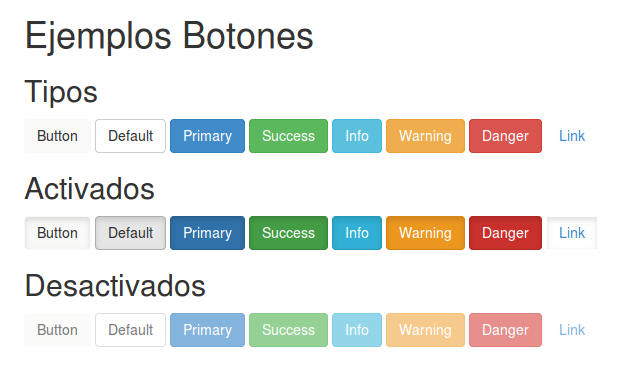 Ejemplos Botones
Tipos
Button Default Primary Success Info Warning Danger Link
Activados
Button Default Primary Success Info Warning Danger Link
Desactivados
Button Default Primary Success Info Warning Danger Link